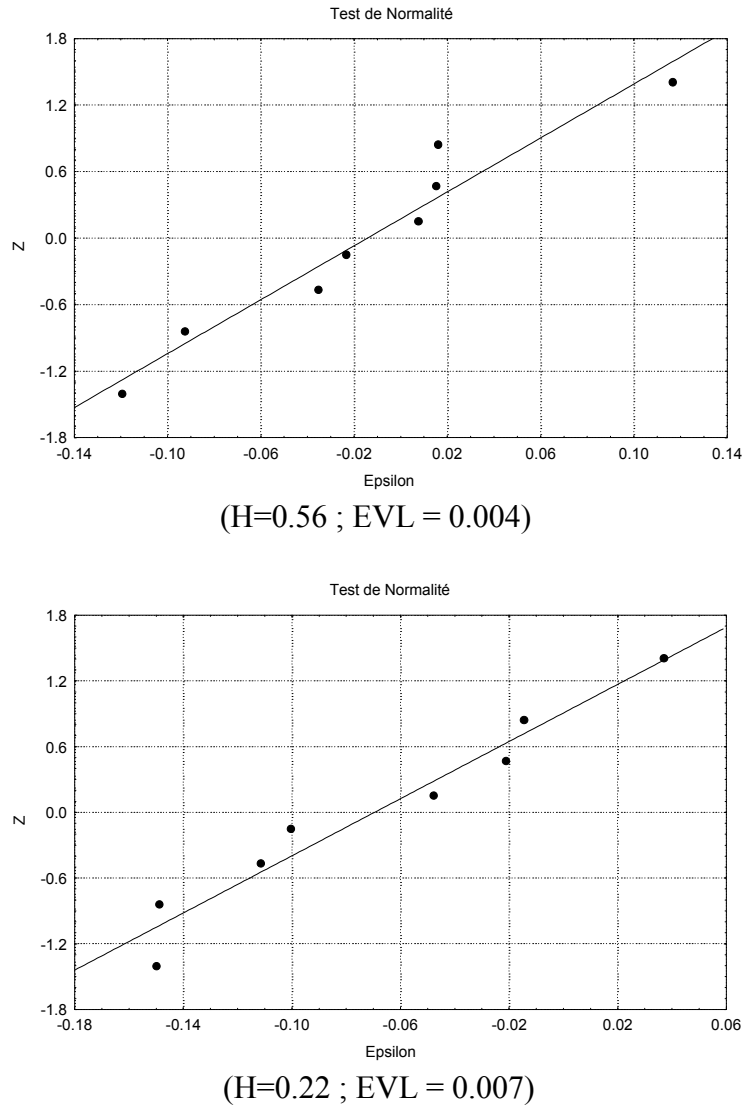 Test de Normalité
1.8
1.2
0.6
0.0
-0.6
-1.2
-1.8
Z
-0.14 -0.10 -0.06 -0.02 0.02 0.06 0.10 0.14
Epsilon
(H=0.56 ; EVL = 0.004)
Test de Normalité
1.8
1.2
0.6
0.0
-0.6
-1.2
-1.8
Z
-0.18 -0.14 -0.10 -0.06 -0.02 0.02 0.06
Epsilon
(H=0.22 ; EVL = 0.007)